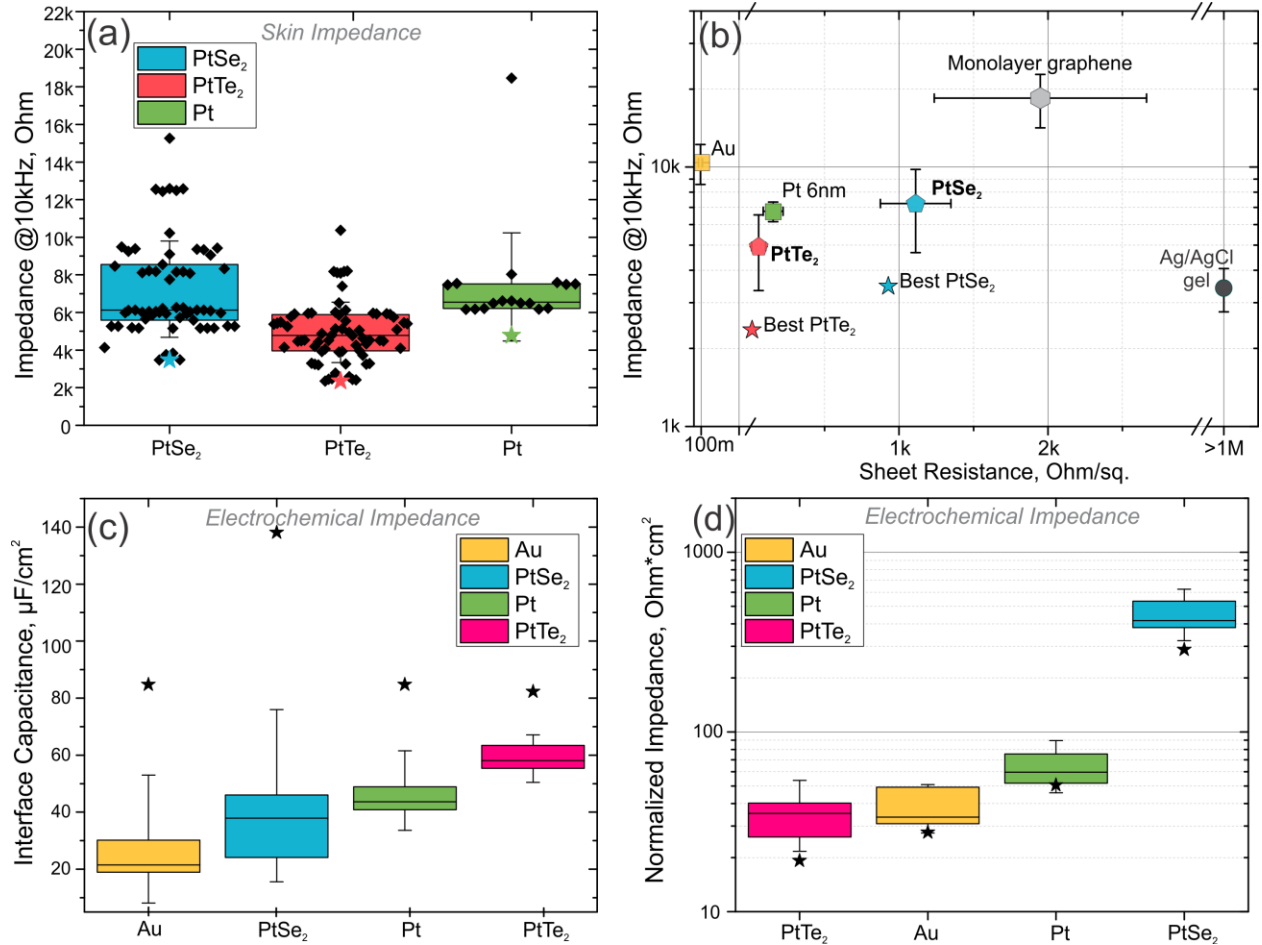 (a)
Skin Impedance
PtSe₂
PtTe₂
Pt
Impedance @10kHz, Ohm
22k
20k
18k
16k
14k
12k
10k
8k
6k
4k
2k
0
PtSe₂ PtTe₂ Pt
(b)
Impedance @10kHz, Ohm
10k
1k
Monolayer graphene
Au
Pt 6nm
PtSe₂
PtTe₂
Ag/AgCl
gel
Best PtSe₂
Best PtTe₂
100m 1k 2k >1M
Sheet Resistance, Ohm/sq.
(c)
Electrochemical Impedance
Au
PtSe₂
Pt
PtTe₂
Interface Capacitance, µF/cm²
140
120
100
80
60
40
20
Au PtSe₂ Pt PtTe₂
(d)
Electrochemical Impedance
Au
PtSe₂
Pt
PtTe₂
Normalized Impedance, Ohm*cm²
1000
100
10
PtTe₂ Au Pt PtSe₂